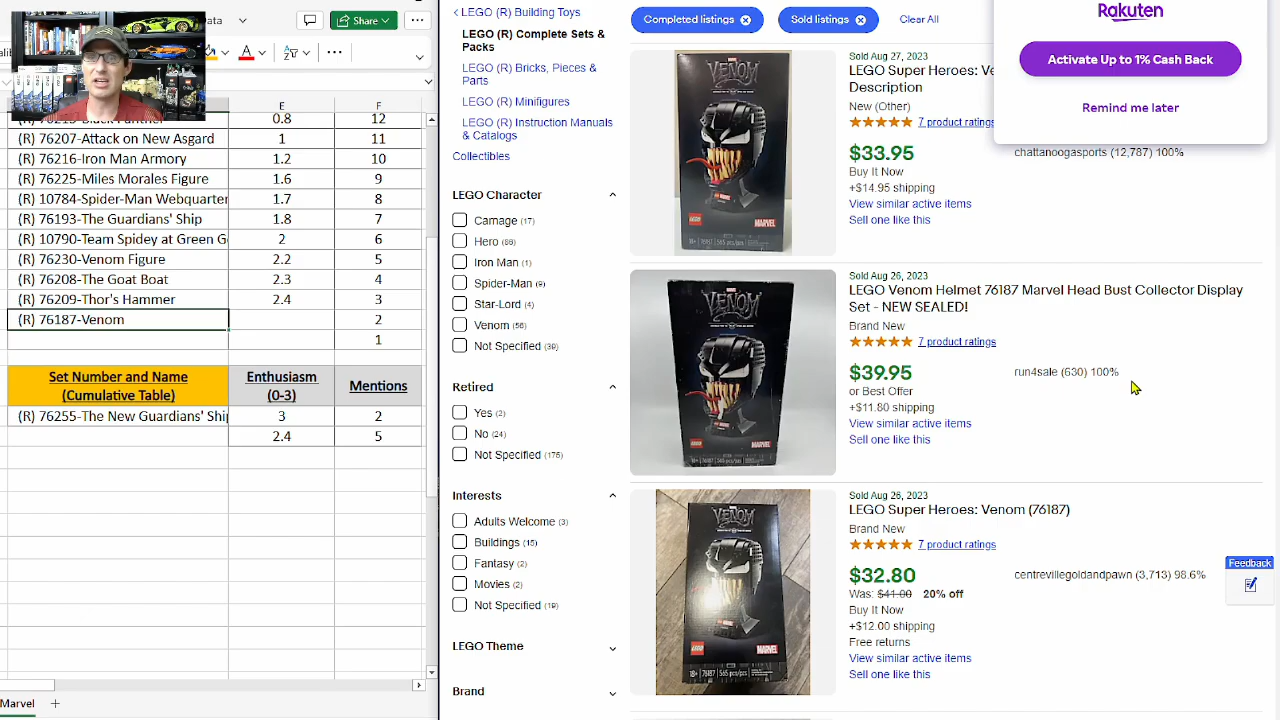 Data
Share
F
0.8 12
(R) 76207-Attack on New Asgard 1 11
(R) 76216-Iron Man Armory 1.2 10
(R) 76225-Miles Morales Figure 1.6 9
(R) 10784-Spider-Man Webquarter 1.7 8
(R) 76193-The Guardians' Ship 1.8 7
(R) 10790-Team Spidey at Green G 2 6
(R) 76230-Venom Figure 2.2 5
(R) 76208-The Goat Boat 2.3 4
(R) 76209-Thor's Hammer 2.4 3
(R) 76187-Venom 2
1
Set Number and Name
(Cumulative Table)
Enthusiasm
(0-3)
Mentions
(R) 76255-The New Guardians' Ship 3 2
2.4 5
Marvel
LEGO (R) Building Toys
LEGO (R) Complete Sets &
Packs
LEGO (R) Bricks, Pieces &
Parts
LEGO (R) Minifigures
LEGO (R) Instruction Manuals
& Catalogs
Collectibles
LEGO Character
Carnage (17)
Hero (86)
Iron Man (1)
Spider-Man (9)
Star-Lord (4)
Venom (56)
Not Specified (39)
Retired
Yes (2)
No (24)
Not Specified (176)
Interests
Adults Welcome (3)
Buildings (15)
Fantasy (2)
Movies (2)
Not Specified (19)
LEGO Theme
Brand
Completed listings
Sold listings
Clear All
Sold Aug 27, 2023
LEGO Super Heroes: Ve
Description
New (Other)
7 product ratings
$33.95
Buy It Now
+$14.95 shipping
View similar active items
Sell one like this
chattanoogasports (12,787) 100%
Sold Aug 26, 2023
LEGO Venom Helmet 76187 Marvel Head Bust Collector Display
Set - NEW SEALED!
Brand New
7 product ratings
$39.95
or Best Offer
+$11.80 shipping
View similar active items
Sell one like this
run4sale (630) 100%
Sold Aug 26, 2023
LEGO Super Heroes: Venom (76187)
Brand New
7 product ratings
$32.80
Was: $41.00 20% off
Buy It Now
+$12.00 shipping
Free returns
View similar active items
Sell one like this
centrevillegoldandpawn (3,713) 98.6%
Rakuten
Activate Up to 1% Cash Back
Remind me later
Feedback
VENOM
LEGO
MARVEL
VENOM
LEGO
MARVEL
VENOM
LEGO
MARVEL